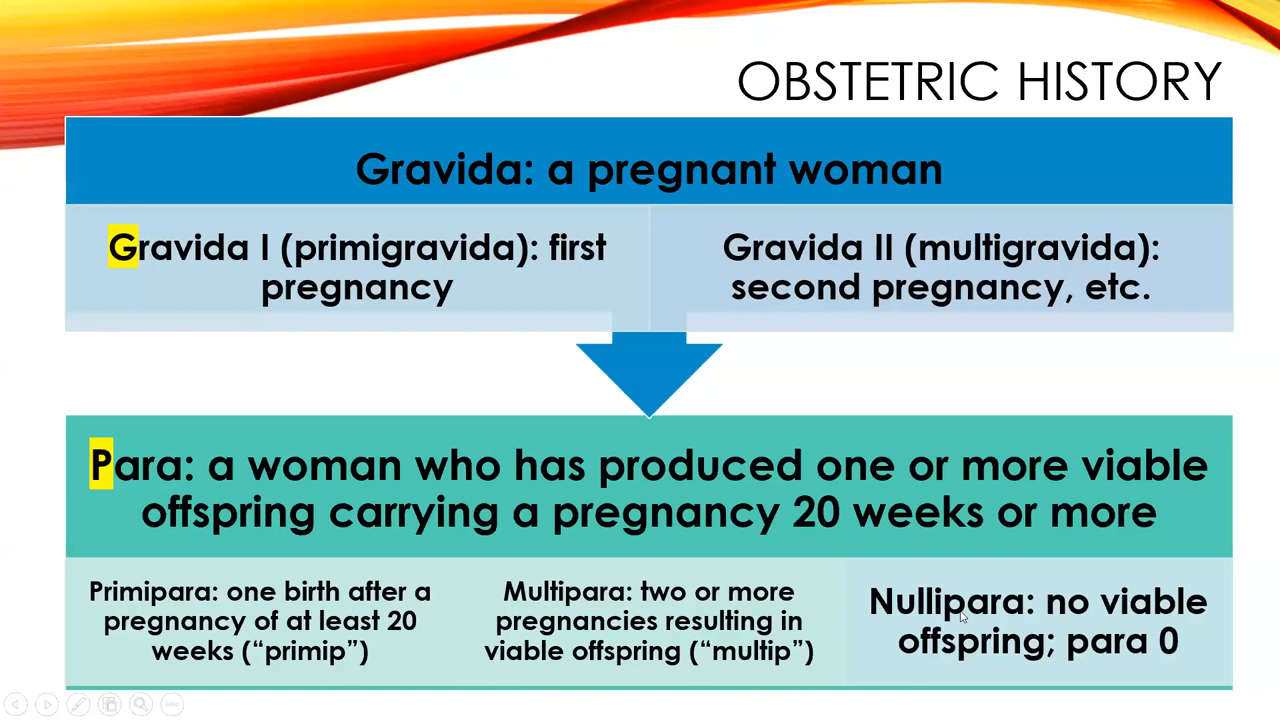 OBSTETRIC HISTORY
Gravida: a pregnant woman
Gravida I (primigravida): first
pregnancy
Gravida II (multigravida):
second pregnancy, etc.
Para: a woman who has produced one or more viable
offspring carrying a pregnancy 20 weeks or more
Primipara: one birth after a
pregnancy of at least 20
weeks (“primip”)
Multipara: two or more
pregnancies resulting in
viable offspring (“multip”)
Nullipara: no viable
offspring; para 0